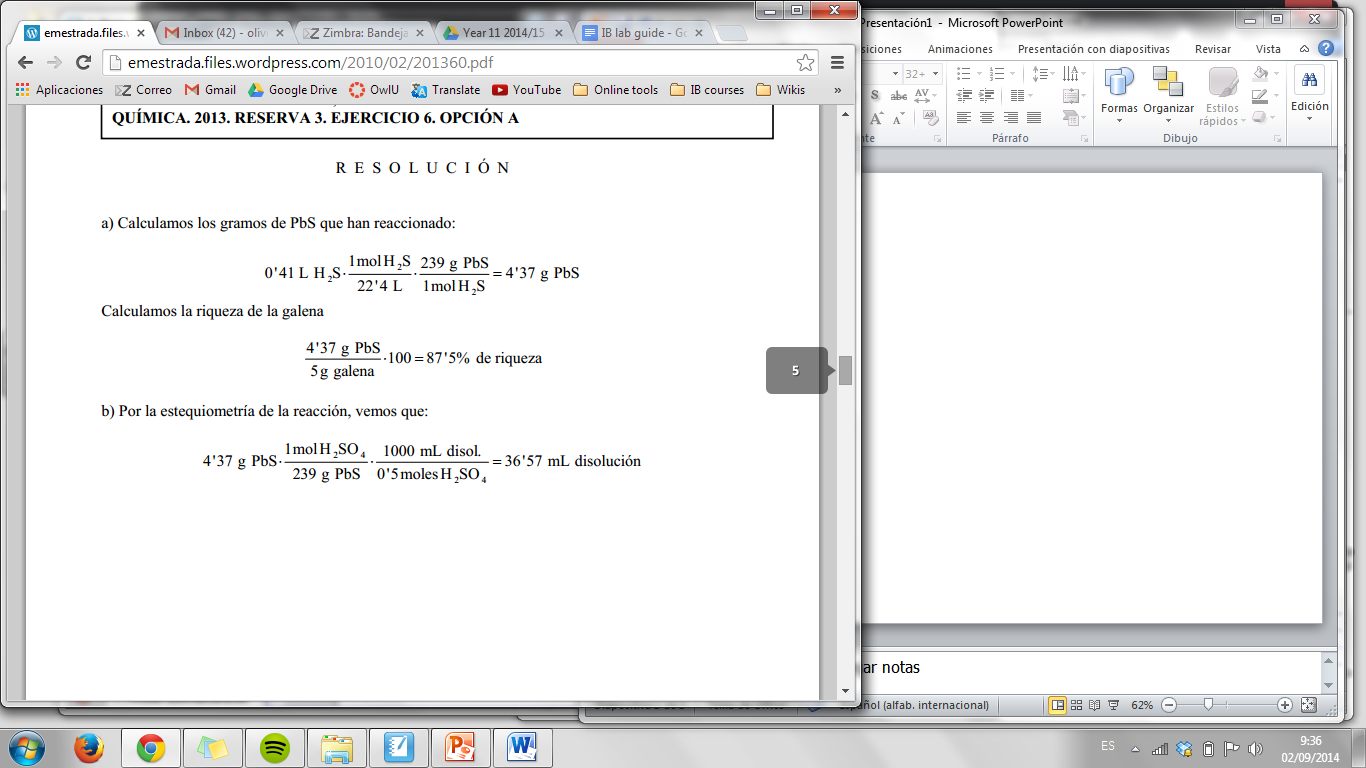 emestrada.files.
Inbox (42) - oliv
Zimbra: Bandeja
Year 11 2014/15
IB lab guide - Go
Presentación1 - Microsoft PowerPoint
emestrada.files.wordpress.com/2010/02/201360.pdf
siciones Animaciones Presentación con diapositivas Revisar Vista
Aplicaciones Correo Gmail Google Drive OwlU Translate YouTube Online tools IB courses Wikis »
32
Formas Organizar Estilos rápidos Edición
Párrafo Dibujo
QUÍMICA. 2013. RESERVA 3. EJERCICIO 6. OPCIÓN A
R E S O L U C I Ó N
a) Calculamos los gramos de PbS que han reaccionado:
0'41 L H2S · 1 mol H2S / 22'4 L · 239 g PbS / 1 mol H2S = 4'37 g PbS
Calculamos la riqueza de la galena
4'37 g PbS / 5 g galena · 100 = 87'5% de riqueza
5
b) Por la estequiometría de la reacción, vemos que:
4'37 g PbS · 1 mol H2SO4 / 239 g PbS · 1000 mL disol. / 0'5 moles H2SO4 = 36'57 mL disolución
ar notas
español (alfab. internacional) 62%
ES 9:36
02/09/2014